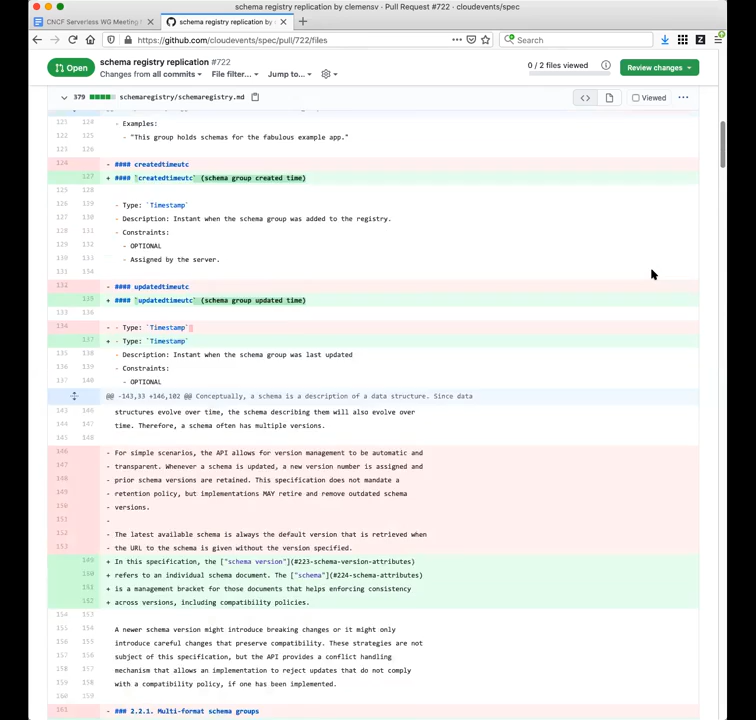 schema registry replication by clemensv · Pull Request #722 · cloudevents/spec
CNCF Serverless WG Meeting
schema registry replication by
https://github.com/cloudevents/spec/pull/722/files
Search
Open
schema registry replication #722
Changes from all commits
File filter...
Jump to...
0 / 2 files viewed
Review changes
379 schemaregistry/schemaregistry.md
Viewed
- Examples:
122 125 - "This group holds schemas for the fabulous example app."
123 126
124 - #### createdtimeutc
127 + #### `createdtimeutc` (schema group created time)
125 128
126 129 - Type: `Timestamp`
127 130 - Description: Instant when the schema group was added to the registry.
128 131 - Constraints:
129 132 - OPTIONAL
130 133 - Assigned by the server.
131 134
132 - #### updatedtimeutc
135 + #### `updatedtimeutc` (schema group updated time)
133 136
134 - - Type: `Timestamp`
137 + - Type: `Timestamp`
135 138 - Description: Instant when the schema group was last updated
136 139 - Constraints:
137 140 - OPTIONAL
@@ -143,33 +146,102 @@ Conceptually, a schema is a description of a data structure. Since data
143 146 structures evolve over time, the schema describing them will also evolve over
144 147 time. Therefore, a schema often has multiple versions.
145 148
146 - For simple scenarios, the API allows for version management to be automatic and
147 - transparent. Whenever a schema is updated, a new version number is assigned and
148 - prior schema versions are retained. This specification does not mandate a
149 - retention policy, but implementations MAY retire and remove outdated schema
150 - versions.
151 -
152 - The latest available schema is always the default version that is retrieved when
153 - the URL to the schema is given without the version specified.
149 + In this specification, the ["schema version"](#223-schema-version-attributes)
150 + refers to an individual schema document. The ["schema"](#224-schema-attributes)
151 + is a management bracket for those documents that helps enforcing consistency
152 + across versions, including compatibility policies.
154 153
155 154 A newer schema version might introduce breaking changes or it might only
156 155 introduce careful changes that preserve compatibility. These strategies are not
157 156 subject of this specification, but the API provides a conflict handling
158 157 mechanism that allows an implementation to reject updates that do not comply
159 158 with a compatibility policy, if one has been implemented.
160 159
161 - ### 2.2.1. Multi-format schema groups